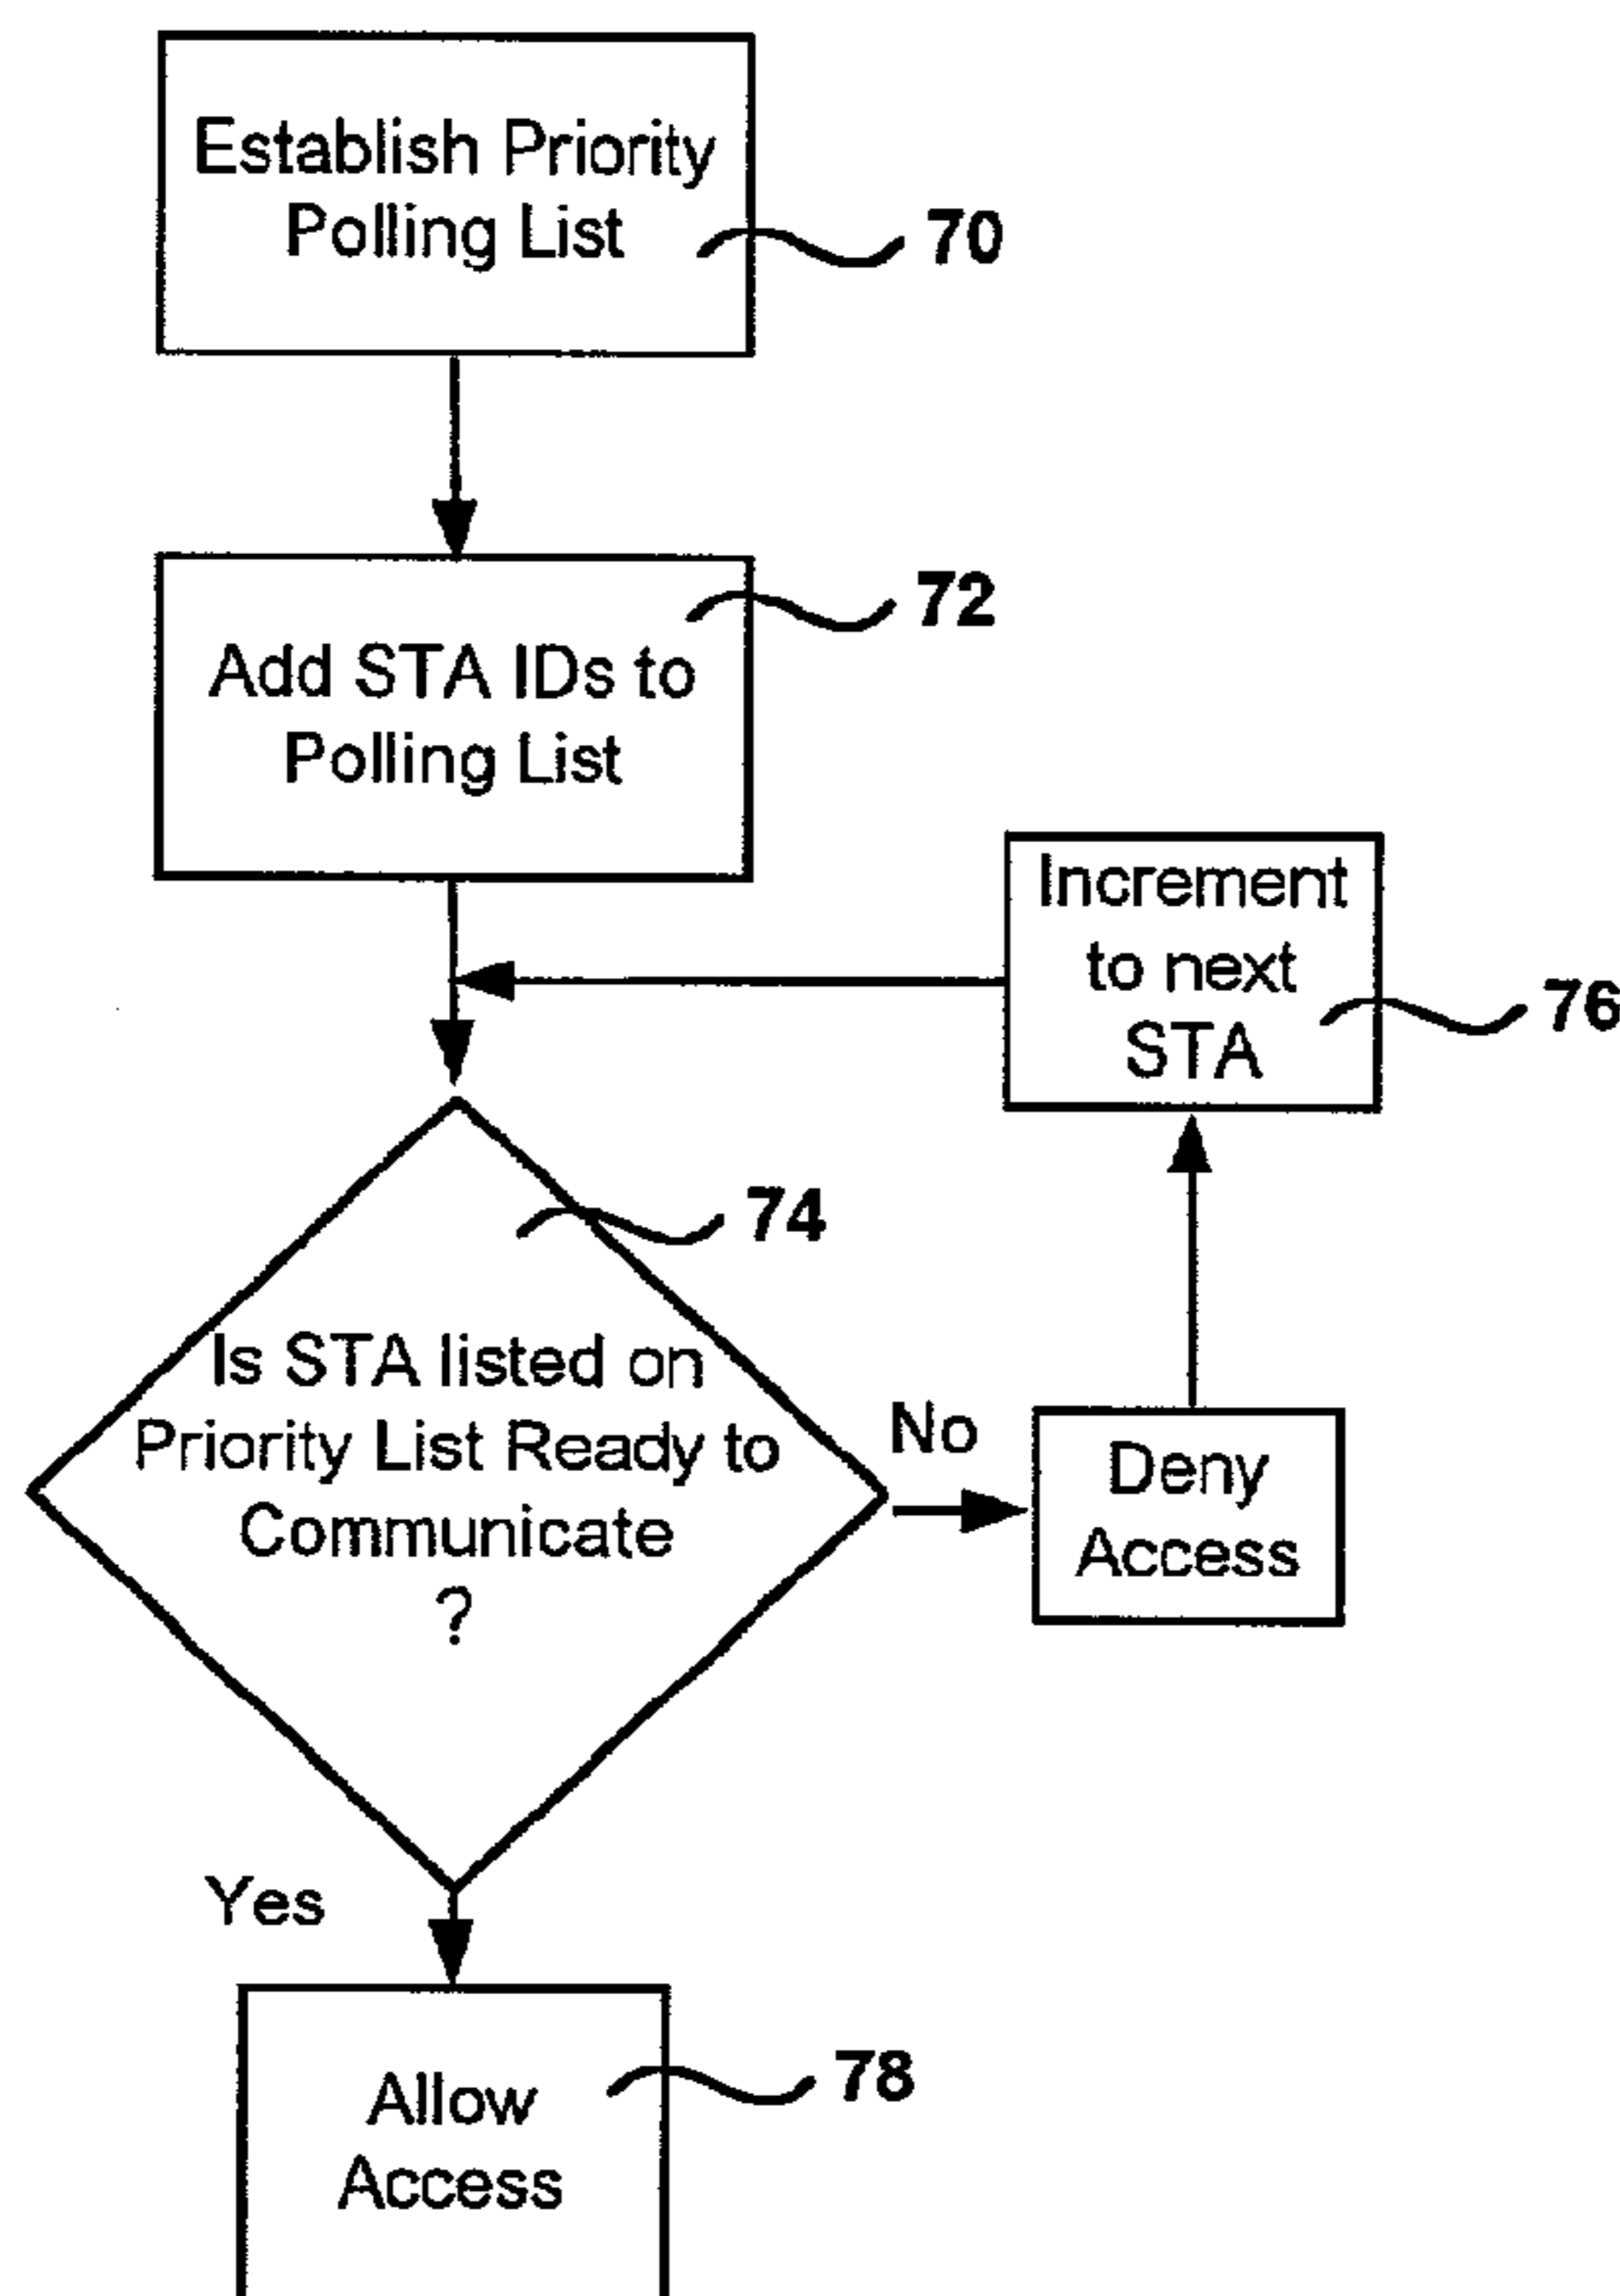 Establish Priority
Polling List
70
72
Add STA IDs to
Polling List
Increment
to next
STA
76
74
Is STA listed on
Priority List Ready to
Communicate
?
No
Deny
Access
Yes
78
Allow
Access